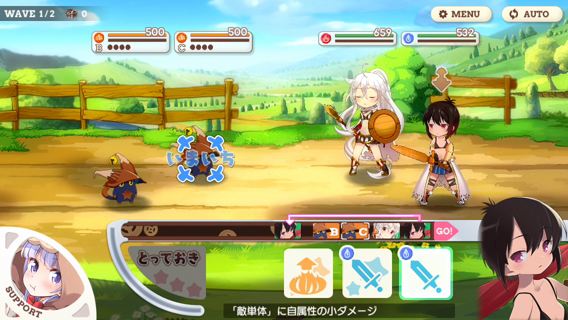 WAVE 1/2
0
500
B
500
C
659
532
MENU
AUTO
いまいち
B
C
GO!
とっておき
SUPPORT
「敵単体」に自属性の小ダメージ